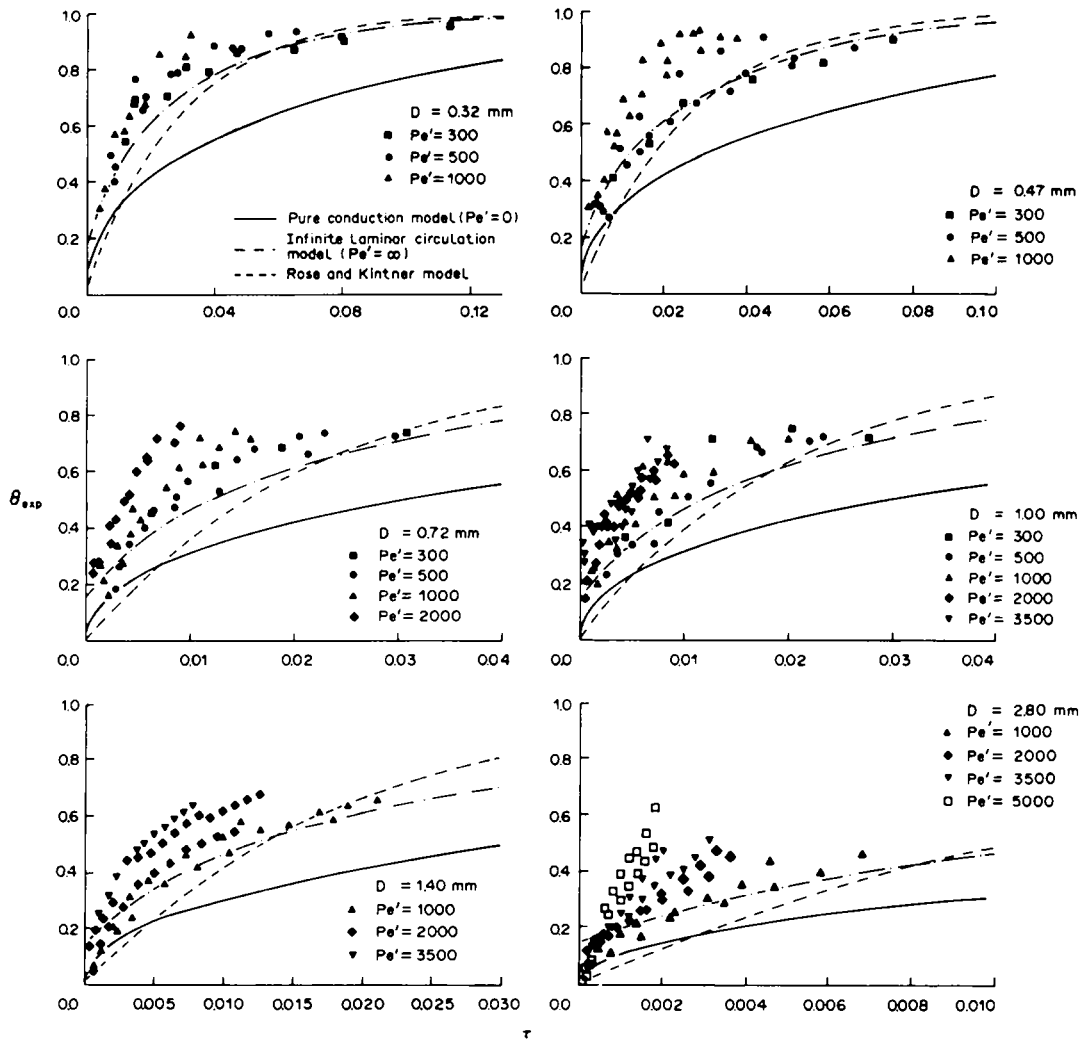 1.0
0.8
0.6
0.4
0.2
0.0
0.04
0.08
0.12
D = 0.32 mm
■ Pe' = 300
● Pe' = 500
▲ Pe' = 1000
Pure conduction model (Pe' = 0)
Infinite Laminar circulation
model (Pe' = ∞)
Rose and Kintner model
1.0
0.8
0.6
0.4
0.2
0.0
0.02
0.04
0.06
0.08
0.10
D = 0.47 mm
■ Pe' = 300
● Pe' = 500
▲ Pe' = 1000
θexp
1.0
0.8
0.6
0.4
0.2
0.0
0.01
0.02
0.03
0.04
D = 0.72 mm
■ Pe' = 300
● Pe' = 500
▲ Pe' = 1000
◆ Pe' = 2000
1.0
0.8
0.6
0.4
0.2
0.0
0.01
0.02
0.03
0.04
D = 1.00 mm
■ Pe' = 300
● Pe' = 500
▲ Pe' = 1000
◆ Pe' = 2000
▼ Pe' = 3500
1.0
0.8
0.6
0.4
0.2
0.0
0.005
0.010
0.015
0.020
0.025
0.030
D = 1.40 mm
▲ Pe' = 1000
◆ Pe' = 2000
▼ Pe' = 3500
1.0
0.8
0.6
0.4
0.2
0.0
0.002
0.004
0.006
0.008
0.010
D = 2.80 mm
▲ Pe' = 1000
◆ Pe' = 2000
▼ Pe' = 3500
□ Pe' = 5000
τ